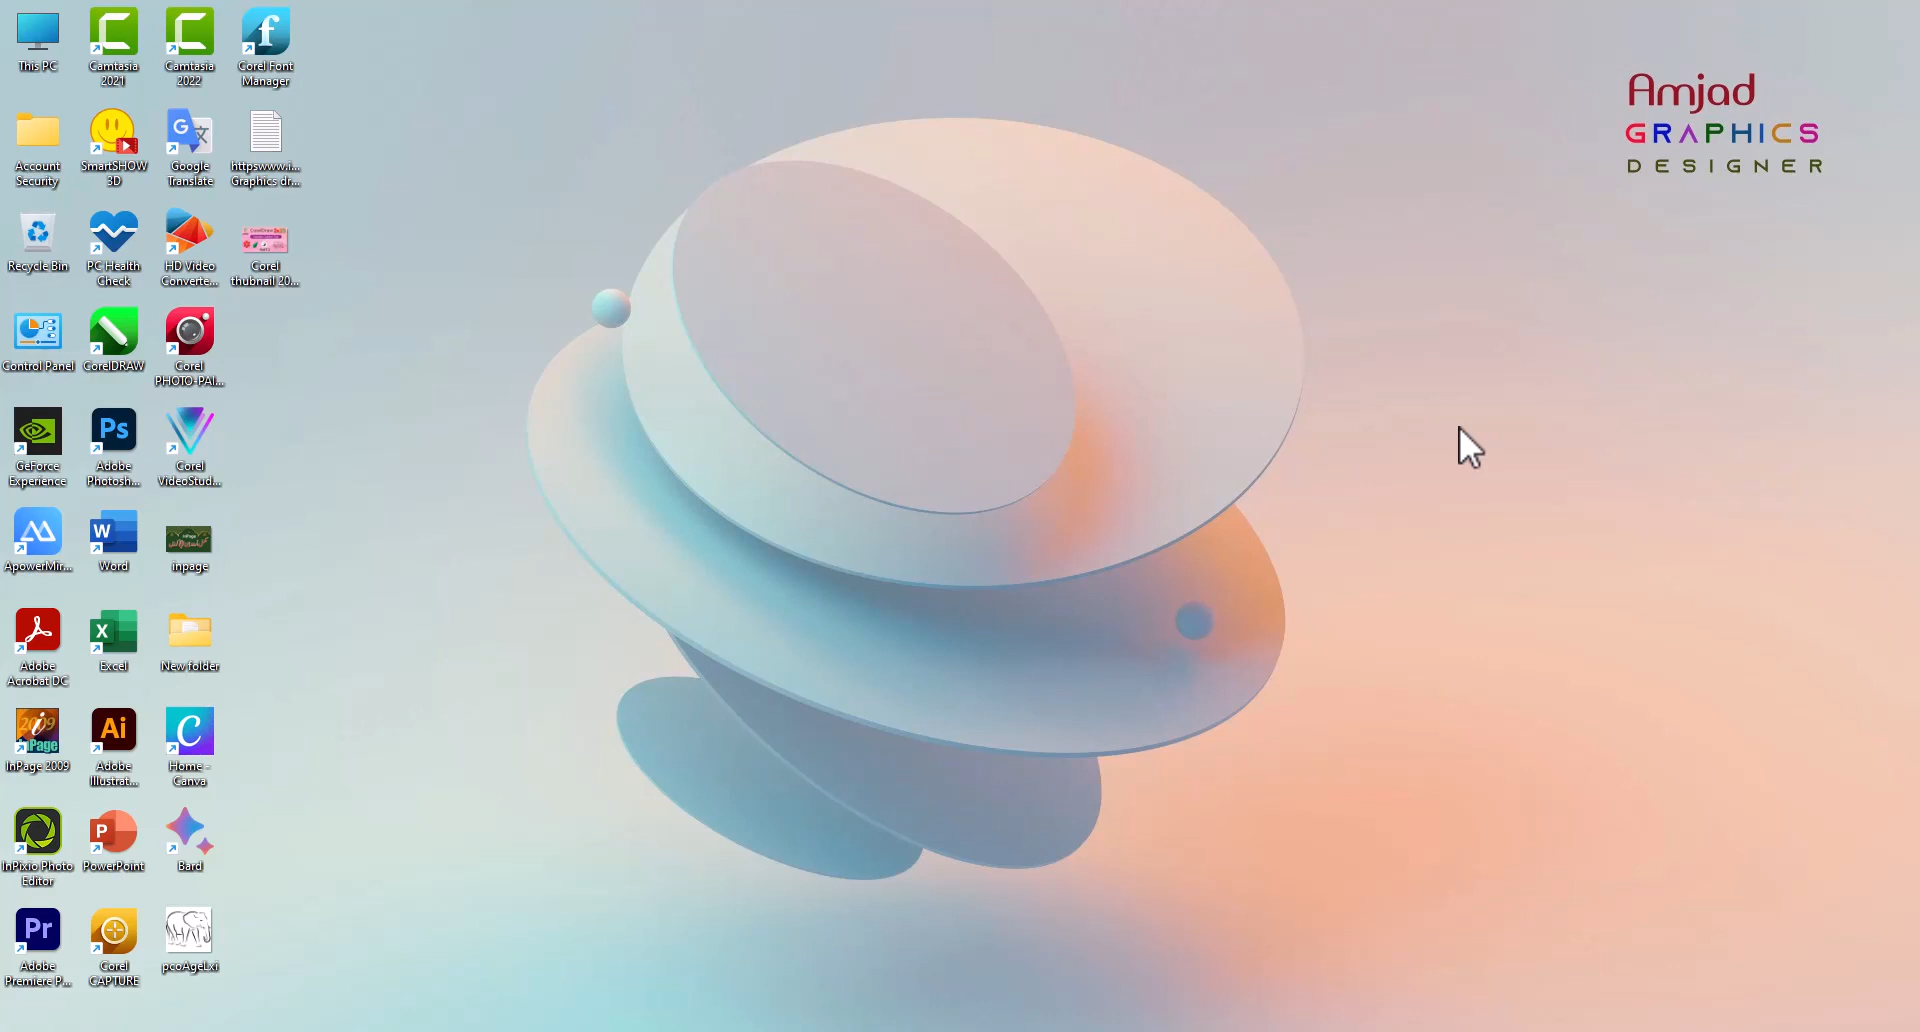 This PC
Camtasia
2021
Camtasia
2022
Corel Font
Manager
Account
Security
SmartSHOW
3D
Google
Translate
httpswww.i...
Graphics dr...
Recycle Bin
PC Health
Check
HD Video
Converte...
Corel
thubnail 20...
Control Panel
CorelDRAW
Corel
PHOTO-PAI...
GeForce
Experience
Adobe
Photosh...
Corel
VideoStud...
ApowerMir...
Word
inpage
Adobe
Acrobat DC
Excel
New folder
InPage 2009
Adobe
Illustrat...
Home -
Canva
InPixio Photo
Editor
PowerPoint
Bard
Adobe
Premiere P...
Corel
CAPTURE
pcoAgeLxi
Amjad
GRAPHICS
DESIGNER